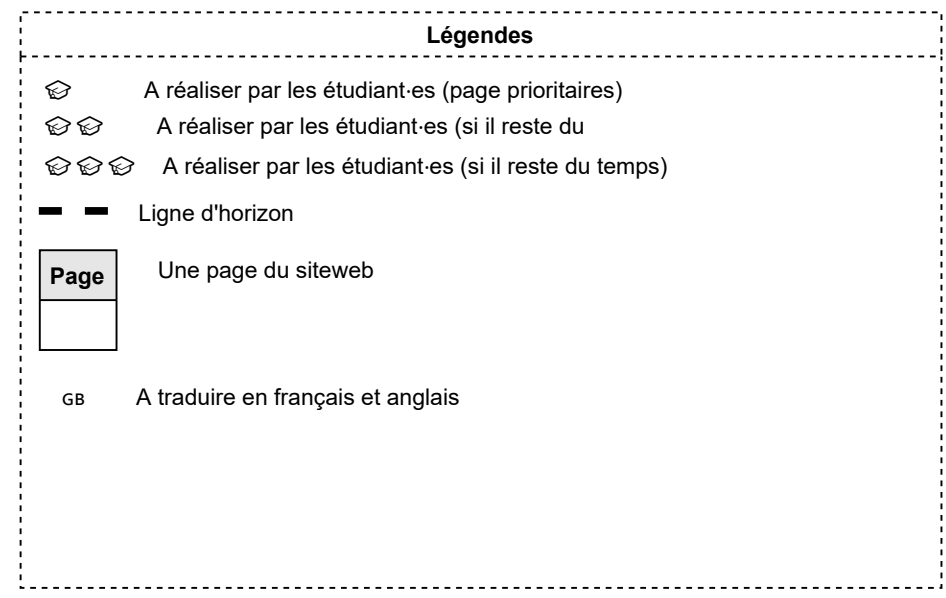 Légendes
🎓 A réaliser par les étudiant·es (page prioritaires)
🎓🎓 A réaliser par les étudiant·es (si il reste du
🎓🎓🎓 A réaliser par les étudiant·es (si il reste du temps)
Ligne d'horizon
Page Une page du siteweb
GB A traduire en français et anglais